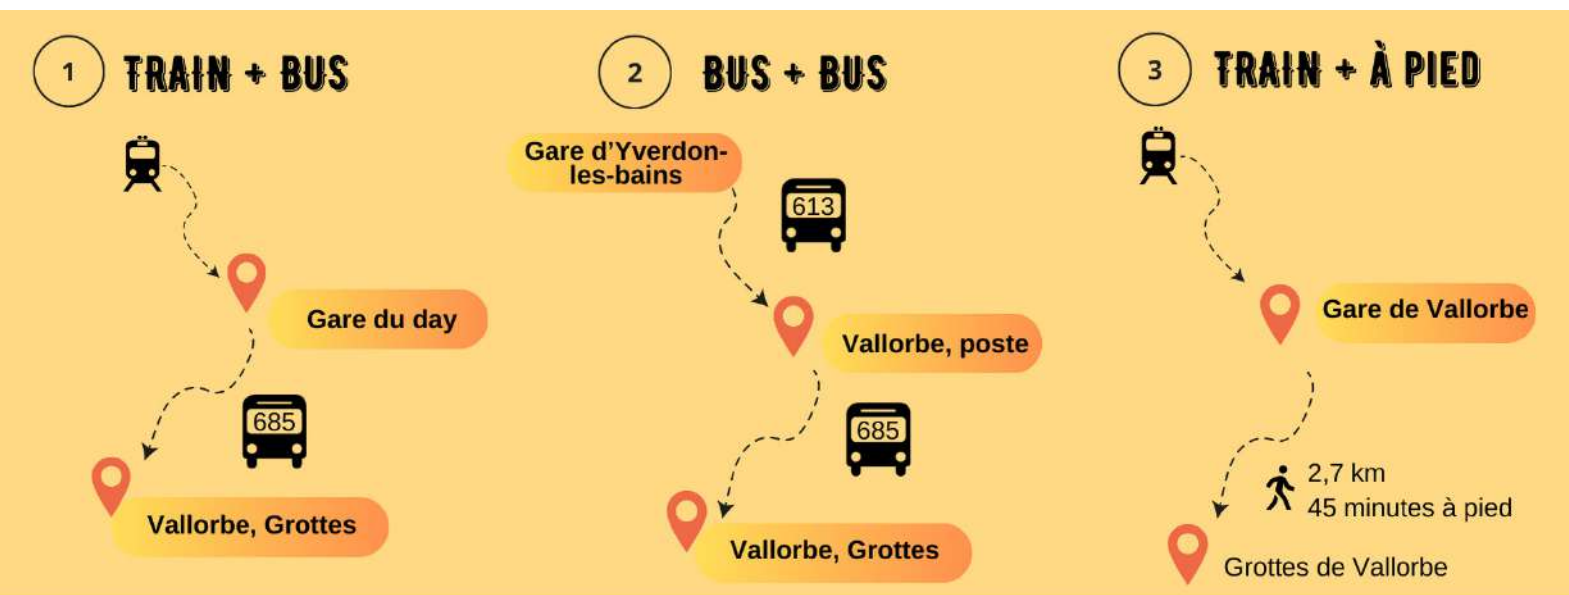 1 TRAIN + BUS
Gare du day
685
Vallorbe, Grottes
2 BUS + BUS
Gare d'Yverdon-
les-bains
613
Vallorbe, poste
685
Vallorbe, Grottes
3 TRAIN + À PIED
Gare de Vallorbe
2,7 km
45 minutes à pied
Grottes de Vallorbe